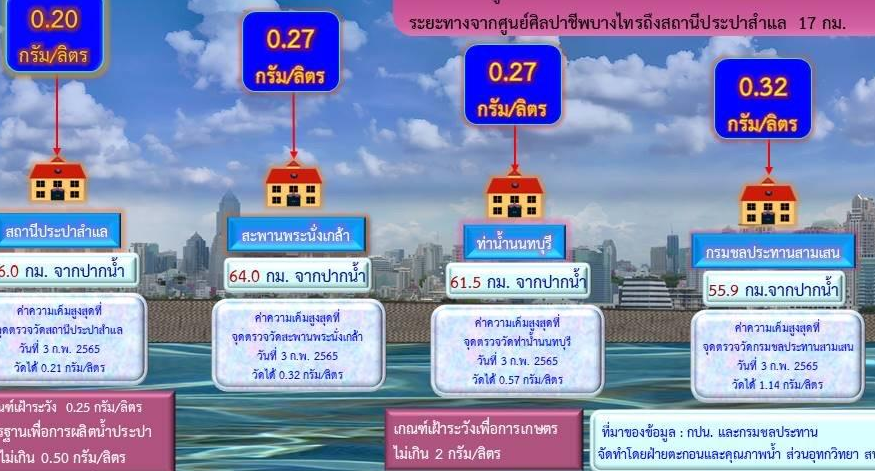 ระยะทางจากศูนย์ศิลปาชีพบางไทรถึงสถานีประปาสำแล 17 กม.
0.20
กรัม/ลิตร
0.27
กรัม/ลิตร
0.27
กรัม/ลิตร
0.32
กรัม/ลิตร
สถานีประปาสำแล
6.0 กม. จากปากน้ำ
ค่าความเค็มสูงสุดที่
จุดตรวจวัดสถานีประปาสำแล
วันที่ 3 ก.พ. 2565
วัดได้ 0.21 กรัม/ลิตร
สะพานพระนั่งเกล้า
64.0 กม. จากปากน้ำ
ค่าความเค็มสูงสุดที่
จุดตรวจวัดสะพานพระนั่งเกล้า
วันที่ 3 ก.พ. 2565
วัดได้ 0.32 กรัม/ลิตร
ท่าน้ำนนทบุรี
61.5 กม. จากปากน้ำ
ค่าความเค็มสูงสุดที่
จุดตรวจวัดท่าน้ำนนทบุรี
วันที่ 3 ก.พ. 2565
วัดได้ 0.57 กรัม/ลิตร
กรมชลประทานสามเสน
55.9 กม.จากปากน้ำ
ค่าความเค็มสูงสุดที่
จุดตรวจวัดกรมชลประทานสามเสน
วันที่ 3 ก.พ. 2565
วัดได้ 1.14 กรัม/ลิตร
ณฑ์เฝ้าระวัง 0.25 กรัม/ลิตร
รฐานเพื่อการผลิตน้ำประปา
ไม่เกิน 0.50 กรัม/ลิตร
เกณฑ์เฝ้าระวังเพื่อการเกษตร
ไม่เกิน 2 กรัม/ลิตร
ที่มาของข้อมูล : กปน. และกรมชลประทาน
จัดทำโดยฝ่ายตะกอนและคุณภาพน้ำ ส่วนอุทกวิทยา